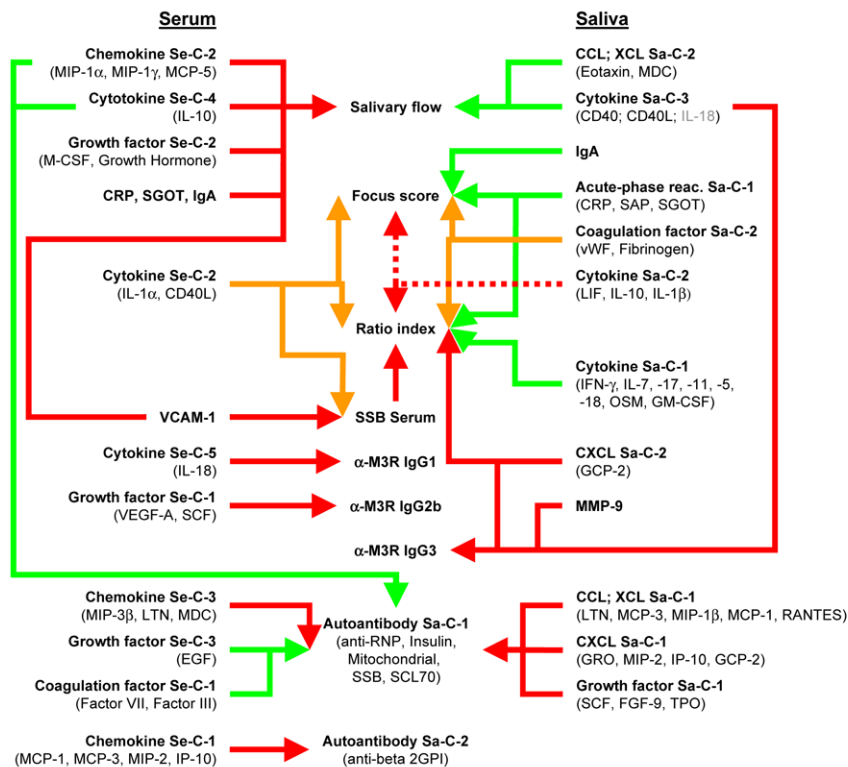 Serum
Saliva
Chemokine Se-C-2
(MIP-1α, MIP-1γ, MCP-5)
Cytotokine Se-C-4
(IL-10)
Growth factor Se-C-2
(M-CSF, Growth Hormone)
CRP, SGOT, IgA
Cytokine Se-C-2
(IL-1α, CD40L)
VCAM-1
Cytokine Se-C-5
(IL-18)
Growth factor Se-C-1
(VEGF-A, SCF)
Chemokine Se-C-3
(MIP-3β, LTN, MDC)
Growth factor Se-C-3
(EGF)
Coagulation factor Se-C-1
(Factor VII, Factor III)
Chemokine Se-C-1
(MCP-1, MCP-3, MIP-2, IP-10)
Salivary flow
Focus score
Ratio index
SSB Serum
α-M3R IgG1
α-M3R IgG2b
α-M3R IgG3
Autoantibody Sa-C-1
(anti-RNP, Insulin,
Mitochondrial,
SSB, SCL70)
Autoantibody Sa-C-2
(anti-beta 2GPI)
CCL; XCL Sa-C-2
(Eotaxin, MDC)
Cytokine Sa-C-3
(CD40; CD40L; IL-18)
IgA
Acute-phase reac. Sa-C-1
(CRP, SAP, SGOT)
Coagulation factor Sa-C-2
(vWF, Fibrinogen)
Cytokine Sa-C-2
(LIF, IL-10, IL-1β)
Cytokine Sa-C-1
(IFN-γ, IL-7, -17, -11, -5,
-18, OSM, GM-CSF)
CXCL Sa-C-2
(GCP-2)
MMP-9
CCL; XCL Sa-C-1
(LTN, MCP-3, MIP-1β, MCP-1, RANTES)
CXCL Sa-C-1
(GRO, MIP-2, IP-10, GCP-2)
Growth factor Sa-C-1
(SCF, FGF-9, TPO)